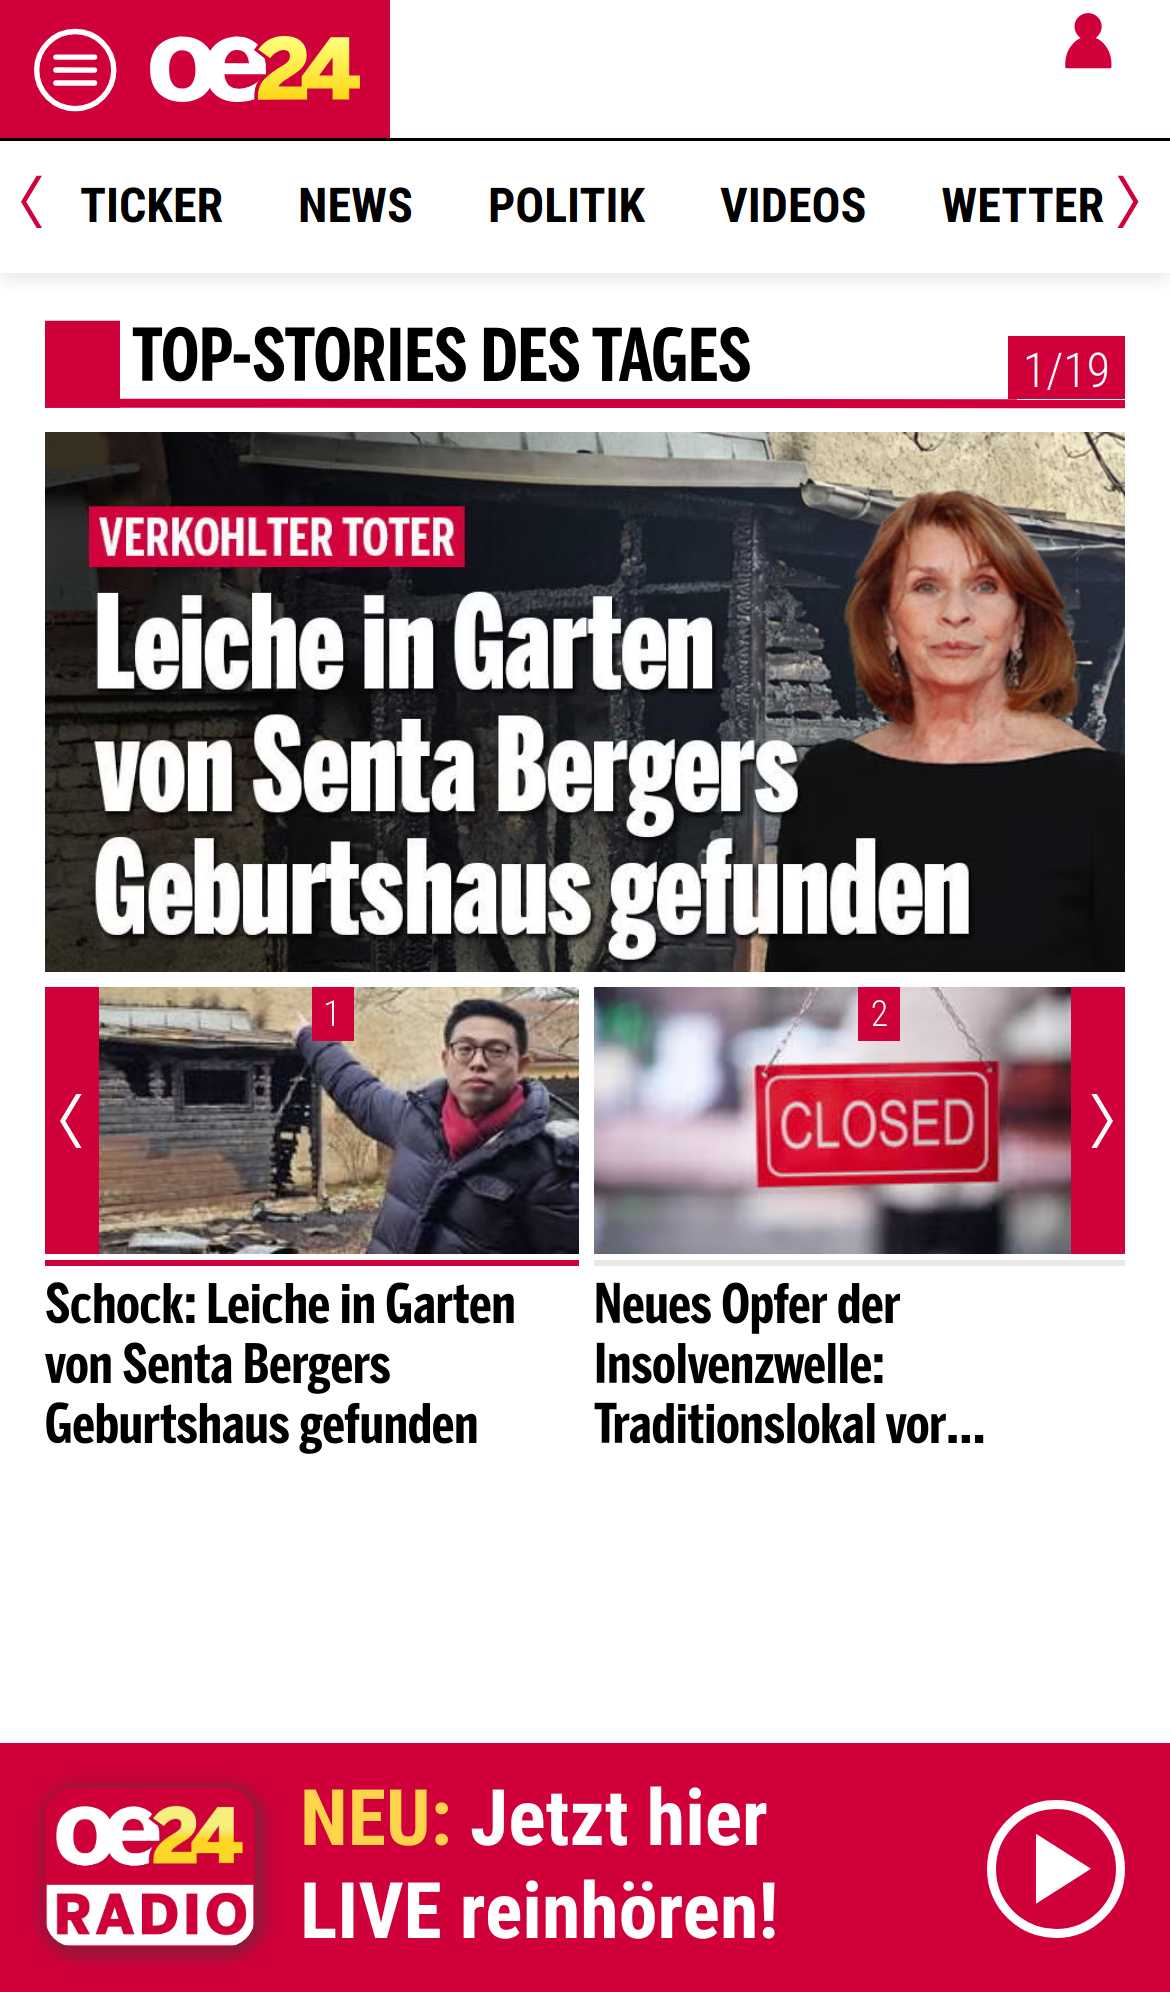 oe24
TICKER NEWS POLITIK VIDEOS WETTER
TOP-STORIES DES TAGES
1/19
VERKOHLTER TOTER
Leiche in Garten
von Senta Bergers
Geburtshaus gefunden
1
2
CLOSED
Schock: Leiche in Garten
von Senta Bergers
Geburtshaus gefunden
Neues Opfer der
Insolvenzwelle:
Traditionslokal vor...
oe24
RADIO
NEU: Jetzt hier
LIVE reinhören!